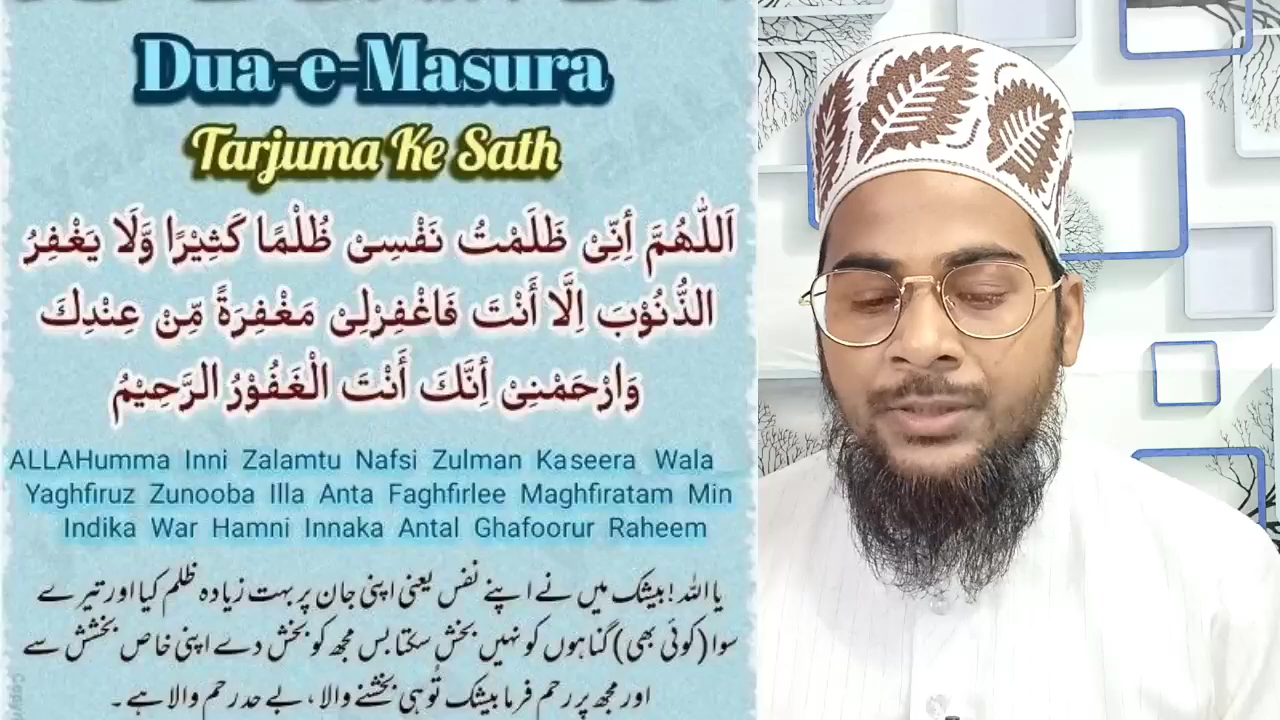 Dua-e-Masura
Tarjuma Ke Sath
اَللّٰهُمَّ أِنِّیْ ظَلَمْتُ نَفْسِیْ ظُلْمًا كَثِيْرًا وَّلَا يَغْفِرُ
الذُّنُوْبَ اِلَّا أَنْتَ فَاغْفِرْلِیْ مَغْفِرَةً مِّنْ عِنْدِكَ
وَارْحَمْنِیْ أِنَّكَ أَنْتَ الْغَفُوْرُ الرَّحِيْمُ
ALLAHumma Inni Zalamtu Nafsi Zulman Kaseera Wala
Yaghfiruz Zunooba Illa Anta Faghfirlee Maghfiratam Min
Indika War Hamni Innaka Antal Ghafoorur Raheem
یا اللہ! بیشک میں نے اپنے نفس یعنی اپنی جان پر بہت زیادہ ظلم کیا اور تیرے
سوا (کوئی بھی) گناہوں کو نہیں بخش سکتا بس مجھ کو بخش دے اپنی خاص بخشش سے
اور مجھ پر رحم فرما بیشک تُو ہی بخشنے والا، بے حد رحم والا ہے۔